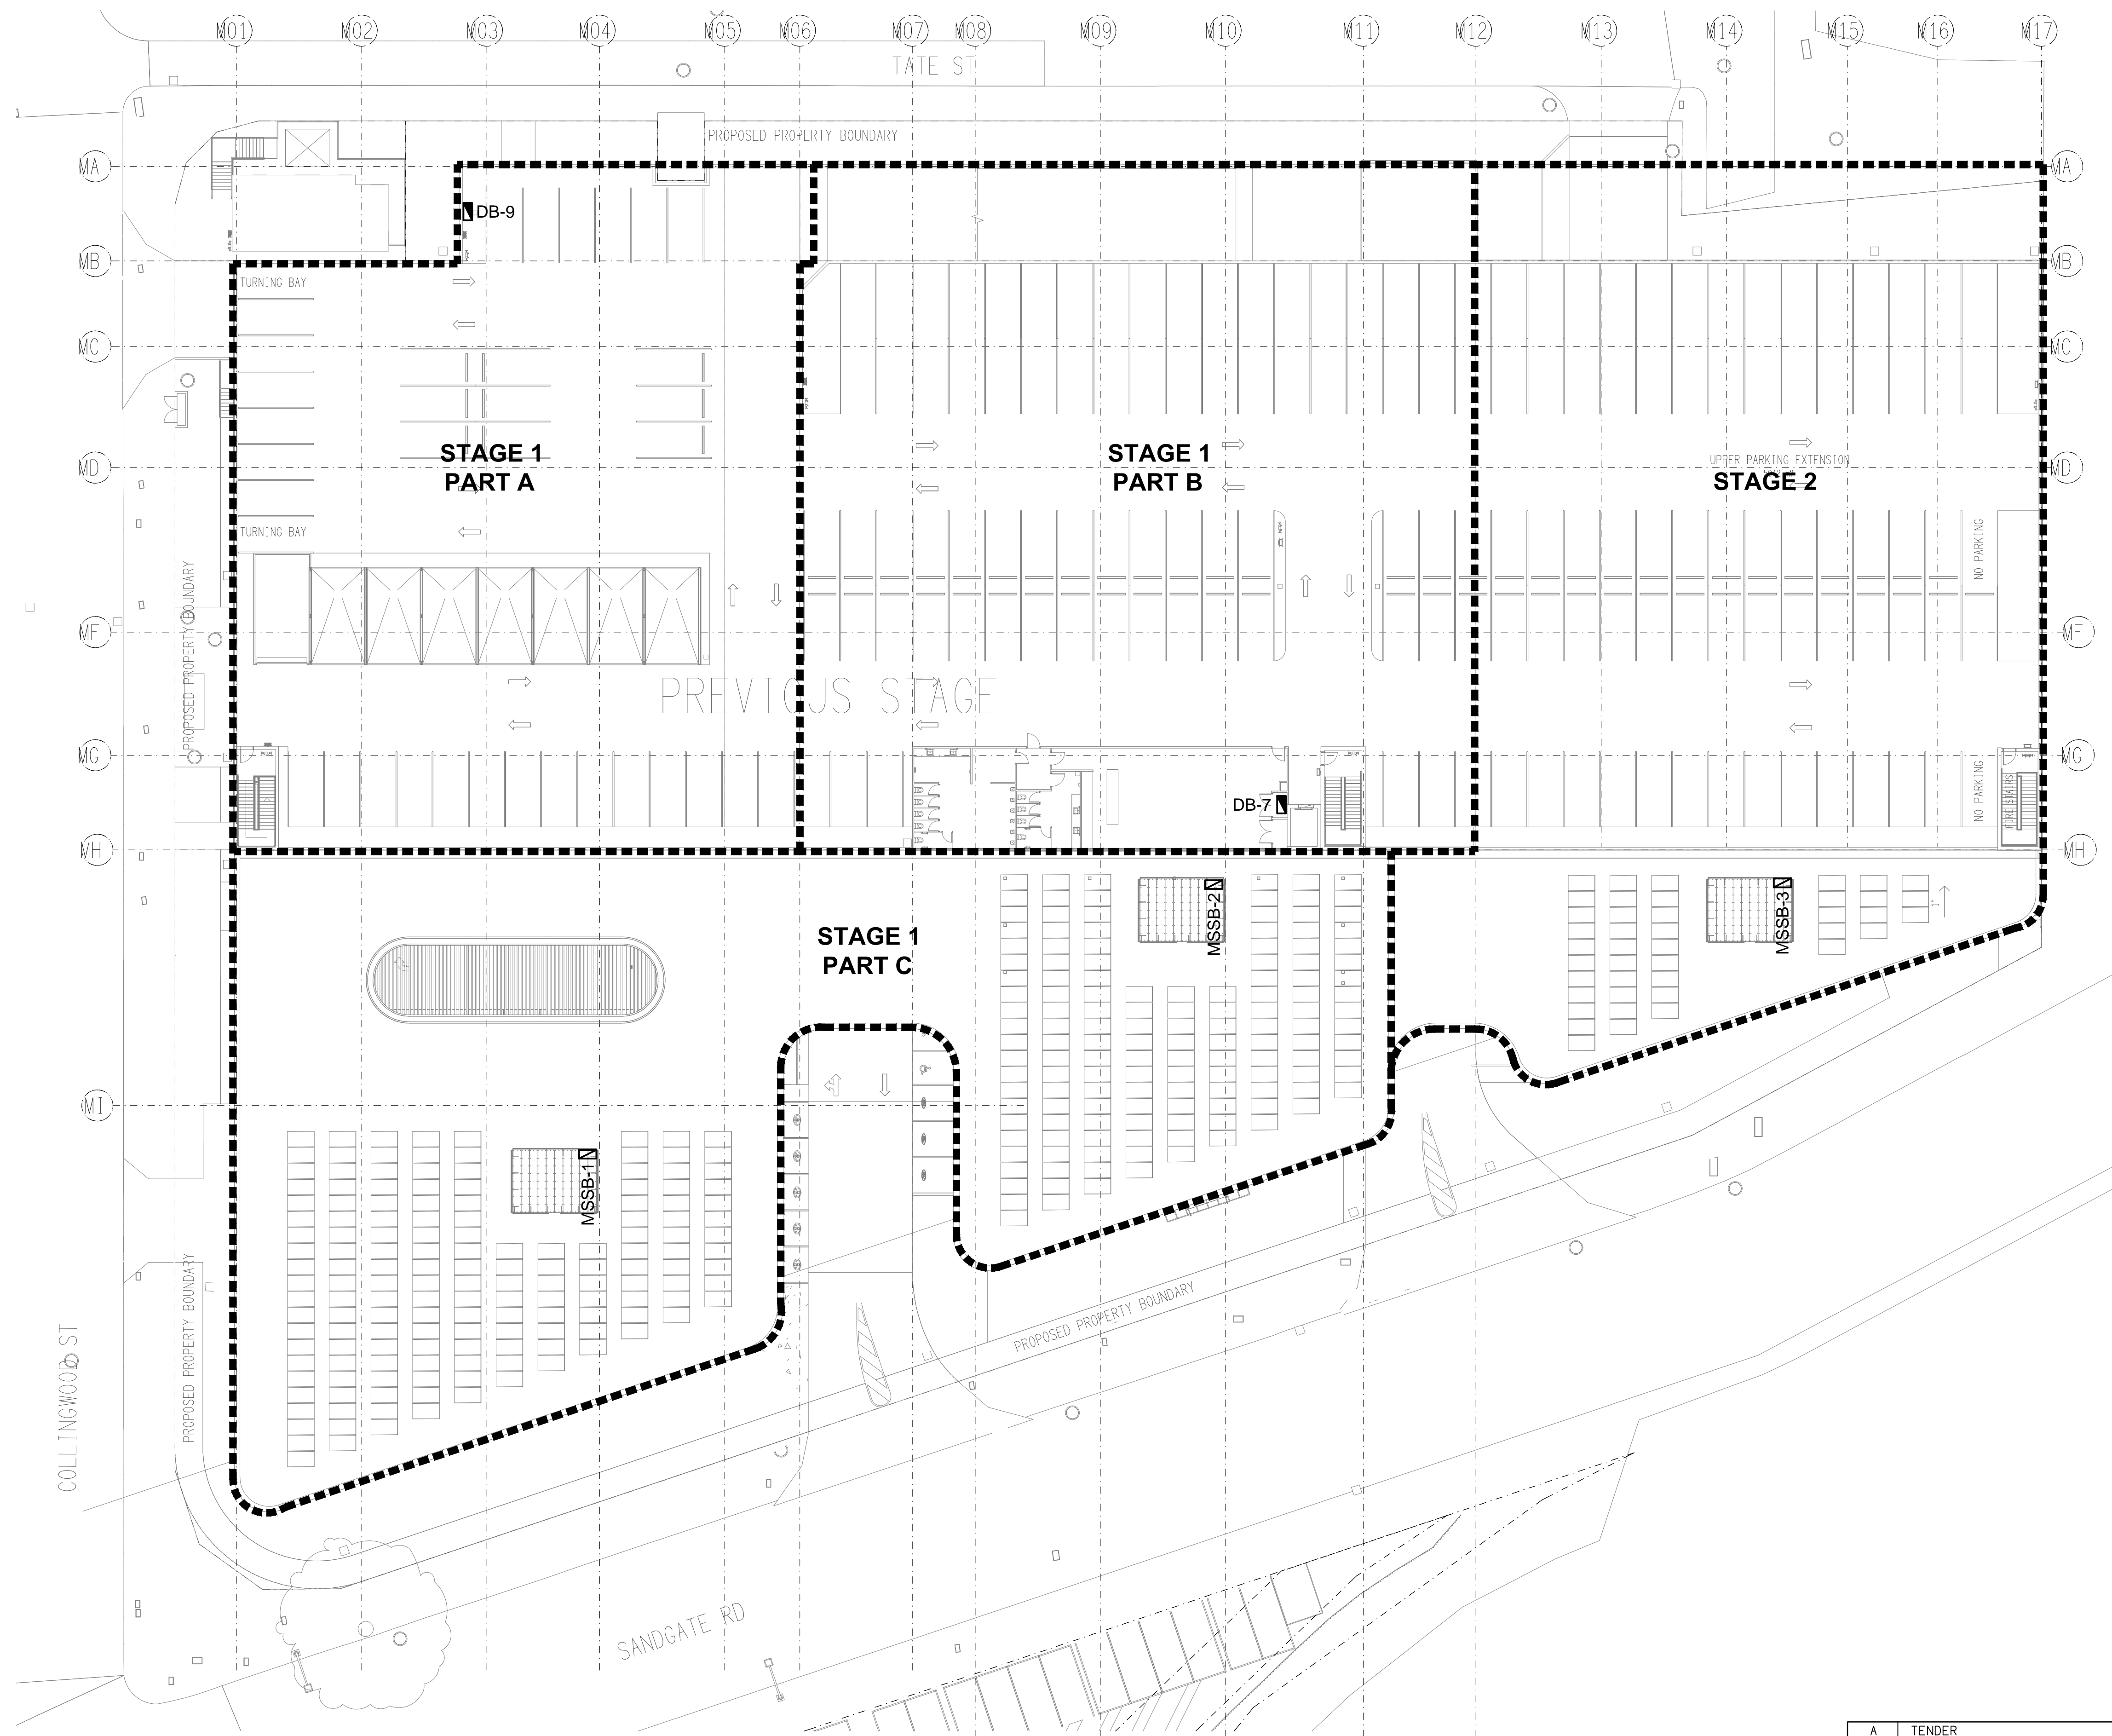 M01 M02 M03 M04 M05 M06 M07 M08 M09 M10 M11 M12 M13 M14 M15 M16 M17
TATE ST
PROPOSED PROPERTY BOUNDARY
MA MA
DB-9
MB MB
TURNING BAY
MC MC
STAGE 1
PART A
STAGE 1
PART B
UPPER PARKING EXTENSION
STAGE 2
MD MD
TURNING BAY
NO PARKING
PROPOSED PROPERTY BOUNDARY
MF MF
PREVIOUS STAGE
MG MG
NO PARKING
FIRE STAIRS
DB-7
MH MH
MSSB-2
MSSB-3
1°
STAGE 1
PART C
MI
MSSB-1
PROPOSED PROPERTY BOUNDARY
PROPOSED PROPERTY BOUNDARY
COLLINGWOOD ST
SANDGATE RD
A TENDER